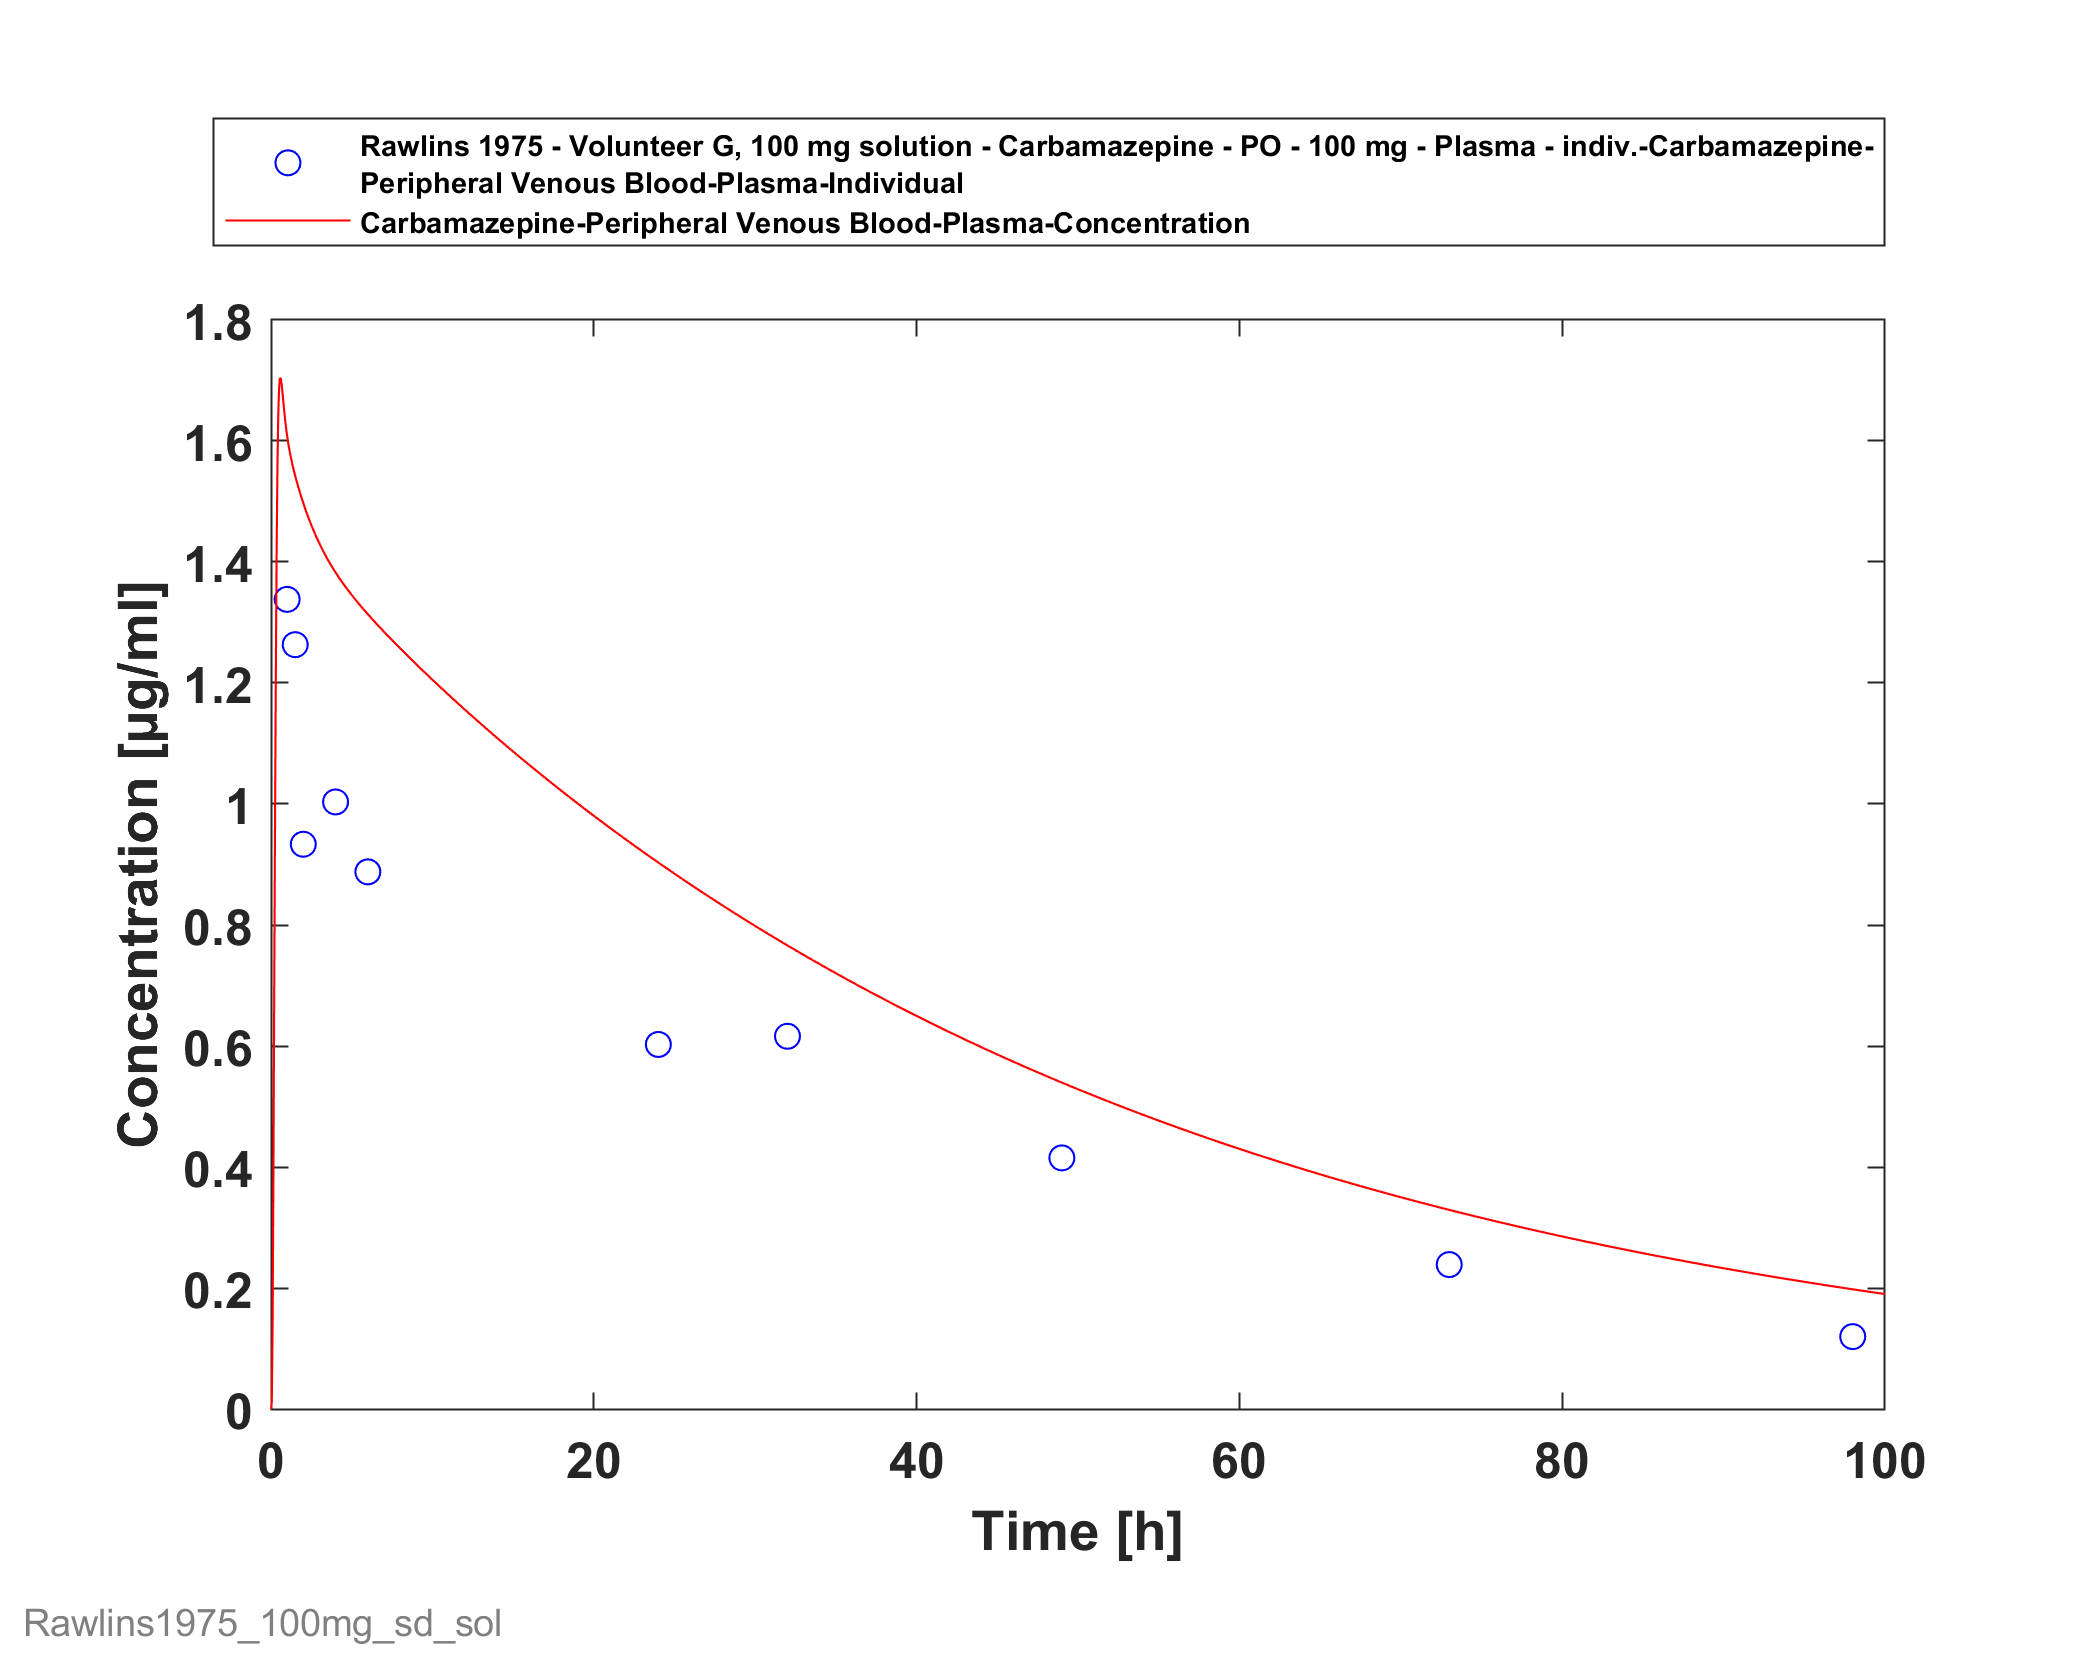 Rawlins 1975 - Volunteer G, 100 mg solution - Carbamazepine - PO - 100 mg - Plasma - indiv.-Carbamazepine-
Peripheral Venous Blood-Plasma-Individual
Carbamazepine-Peripheral Venous Blood-Plasma-Concentration
1.8
1.6
1.4
1.2
1
0.8
0.6
0.4
0.2
0
Concentration [µg/ml]
0 20 40 60 80 100
Time [h]
Rawlins1975_100mg_sd_sol